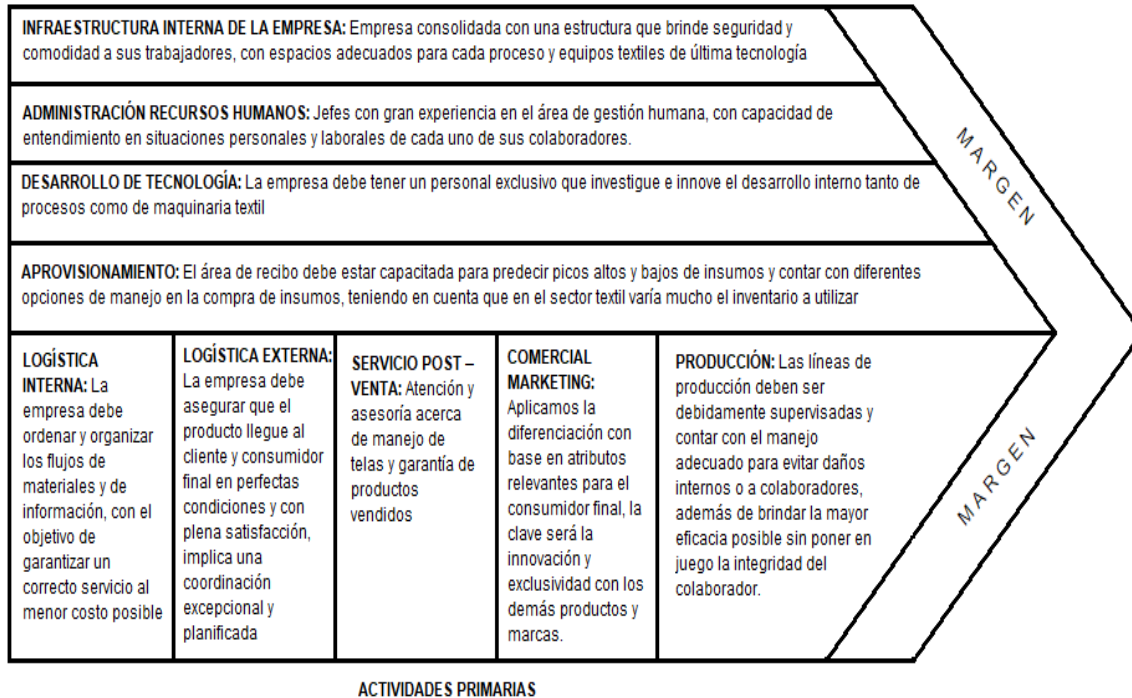 INFRAESTRUCTURA INTERNA DE LA EMPRESA: Empresa consolidada con una estructura que brinde seguridad y
comodidad a sus trabajadores, con espacios adecuados para cada proceso y equipos textiles de última tecnología
ADMINISTRACIÓN RECURSOS HUMANOS: Jefes con gran experiencia en el área de gestión humana, con capacidad de
entendimiento en situaciones personales y laborales de cada uno de sus colaboradores.
DESARROLLO DE TECNOLOGÍA: La empresa debe tener un personal exclusivo que investigue e innove el desarrollo interno tanto de
procesos como de maquinaria textil
APROVISIONAMIENTO: El área de recibo debe estar capacitada para predecir picos altos y bajos de insumos y contar con diferentes
opciones de manejo en la compra de insumos, teniendo en cuenta que en el sector textil varía mucho el inventario a utilizar
MARGEN
LOGÍSTICA
INTERNA: La
empresa debe
ordenar y organizar
los flujos de
materiales y de
información, con el
objetivo de
garantizar un
correcto servicio al
menor costo posible
LOGÍSTICA EXTERNA:
La empresa debe
asegurar que el
producto llegue al
cliente y consumidor
final en perfectas
condiciones y con
plena satisfacción,
implica una
coordinación
excepcional y
planificada
SERVICIO POST –
VENTA: Atención y
asesoría acerca
de manejo de
telas y garantía de
productos
vendidos
COMERCIAL
MARKETING:
Aplicamos la
diferenciación con
base en atributos
relevantes para el
consumidor final, la
clave será la
innovación y
exclusividad con los
demás productos y
marcas.
PRODUCCIÓN: Las líneas de
producción deben ser
debidamente supervisadas y
contar con el manejo
adecuado para evitar daños
internos o a colaboradores,
además de brindar la mayor
eficacia posible sin poner en
juego la integridad del
colaborador.
MARGEN
ACTIVIDADES PRIMARIAS